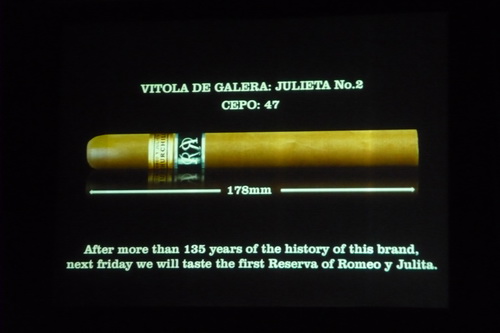 VITOLA DE GALERA: JULIETA No.2
CEPO: 47
178mm
After more than 135 years of the history of this brand,
next friday we will taste the first Reserva of Romeo y Julita.